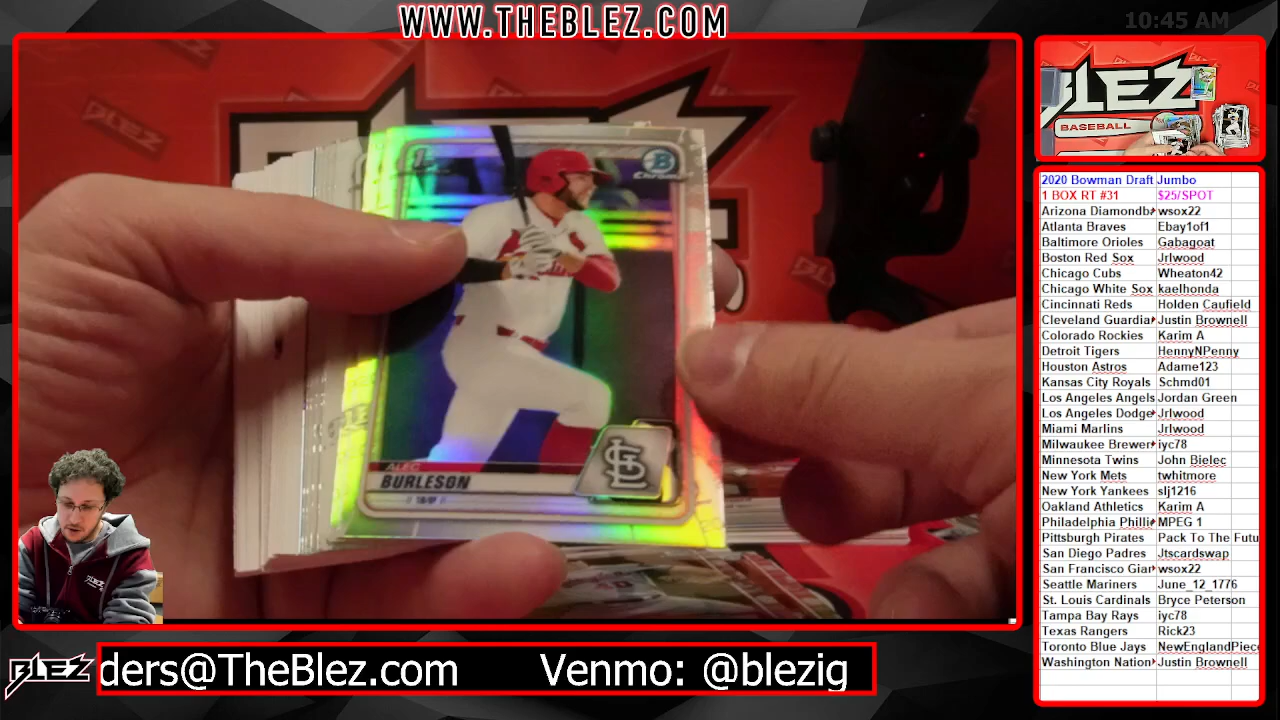 WWW.THEBLEZ.COM
10:45 AM
BLEZ
BASEBALL
1st
B
Chrome
ALEC
BURLESON
BLEZ
BLEZ
2020 Bowman Draft Jumbo
1 BOX RT #31 $25/SPOT
Arizona Diamondba wsox22
Atlanta Braves Ebay1of1
Baltimore Orioles Gabagoat
Boston Red Sox Jrlwood
Chicago Cubs Wheaton42
Chicago White Sox kaelhonda
Cincinnati Reds Holden Caufield
Cleveland Guardia Justin Brownell
Colorado Rockies Karim A
Detroit Tigers HennyNPenny
Houston Astros Adame123
Kansas City Royals Schmd01
Los Angeles Angels Jordan Green
Los Angeles Dodge Jrlwood
Miami Marlins Jrlwood
Milwaukee Brewer iyc78
Minnesota Twins John Bielec
New York Mets twhitmore
New York Yankees slj1216
Oakland Athletics Karim A
Philadelphia Philli MPEG 1
Pittsburgh Pirates Pack To The Futu
San Diego Padres Jtscardswap
San Francisco Gian wsox22
Seattle Mariners June_12_1776
St. Louis Cardinals Bryce Peterson
Tampa Bay Rays iyc78
Texas Rangers Rick23
Toronto Blue Jays NewEnglandPiece
Washington Nation Justin Brownell
BLEZ
ders@TheBlez.com Venmo: @blezig